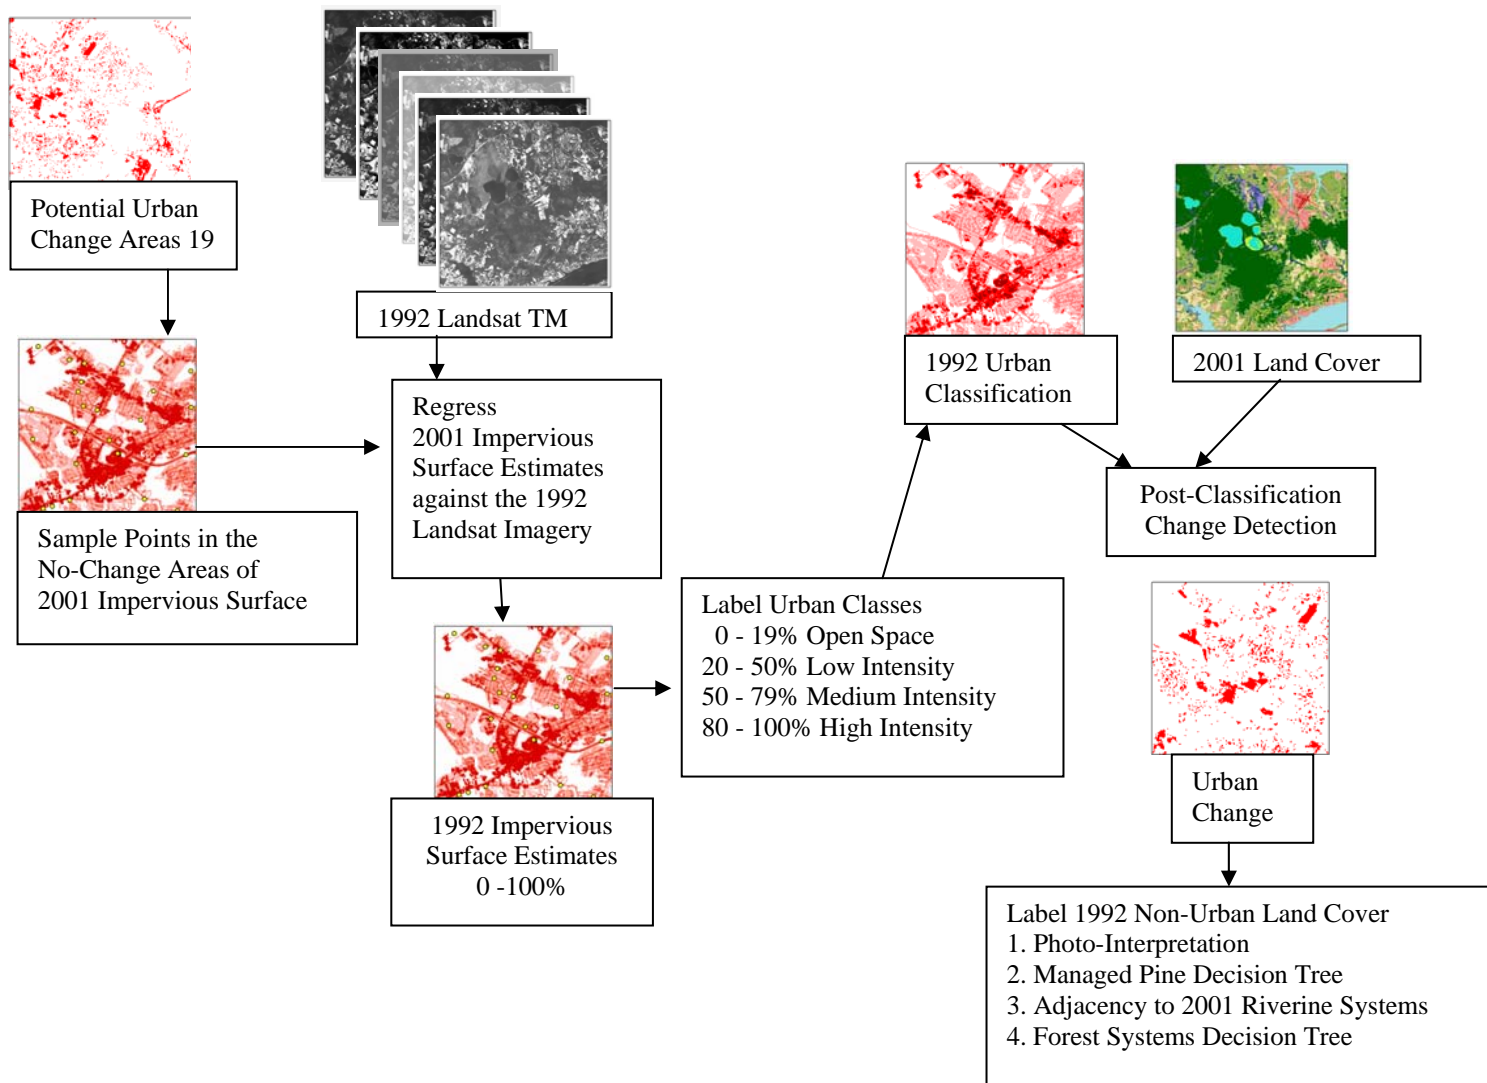 Potential Urban
Change Areas 19
1992 Landsat TM
Sample Points in the
No-Change Areas of
2001 Impervious Surface
Regress
2001 Impervious
Surface Estimates
against the 1992
Landsat Imagery
1992 Impervious
Surface Estimates
0 -100%
Label Urban Classes
0 - 19% Open Space
20 - 50% Low Intensity
50 - 79% Medium Intensity
80 - 100% High Intensity
1992 Urban
Classification
2001 Land Cover
Post-Classification
Change Detection
Urban
Change
Label 1992 Non-Urban Land Cover
1. Photo-Interpretation
2. Managed Pine Decision Tree
3. Adjacency to 2001 Riverine Systems
4. Forest Systems Decision Tree